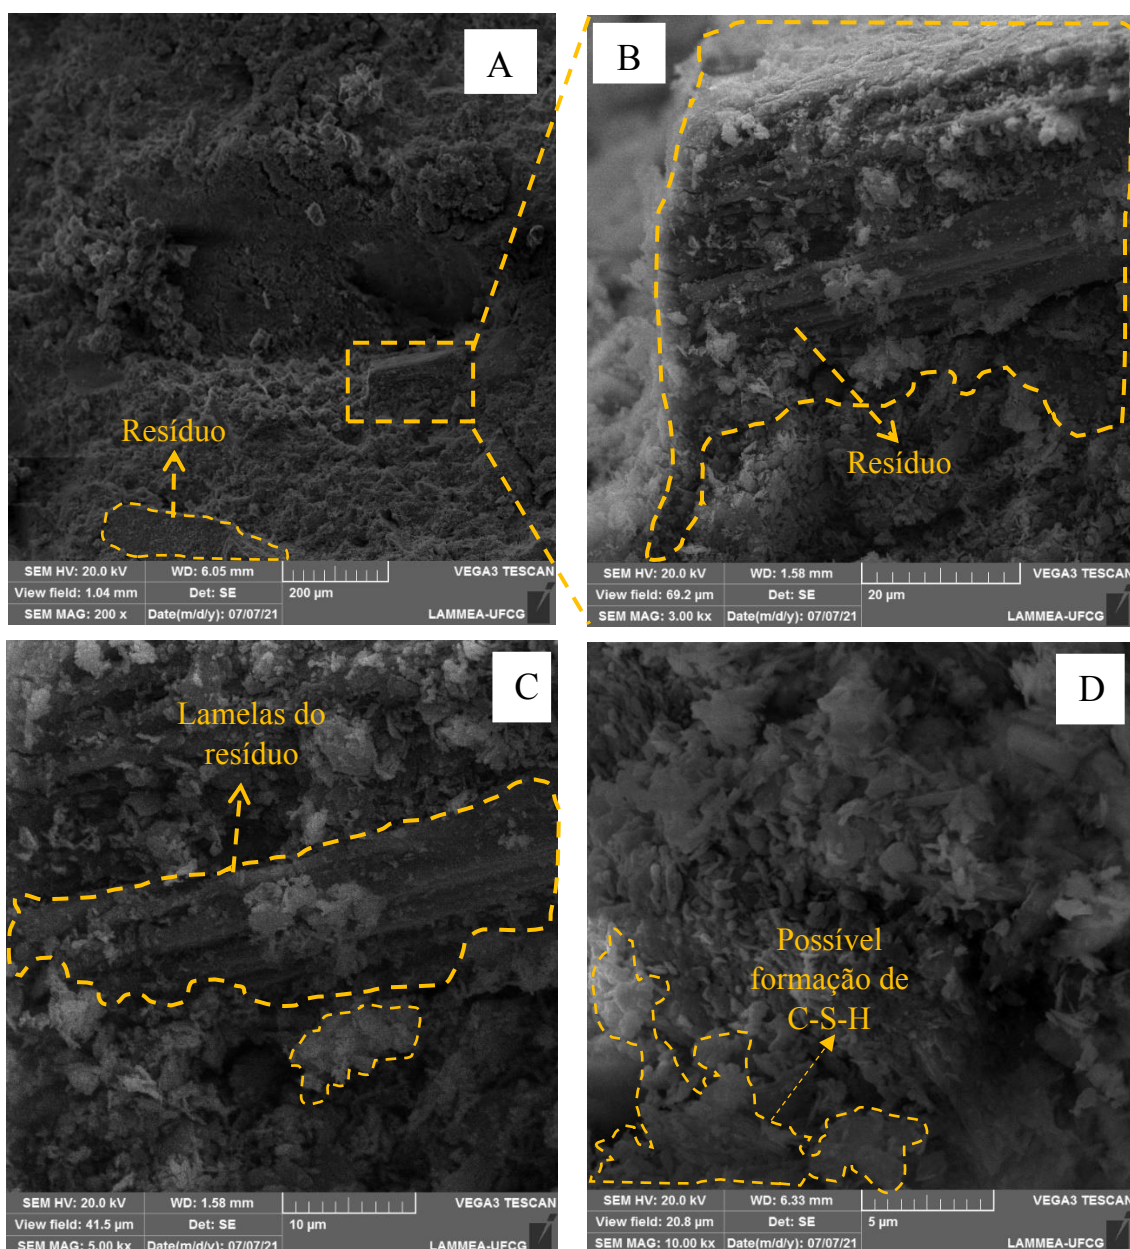 A
Resíduo
SEM HV: 20.0 kV WD: 6.05 mm VEGA3 TESCAN
View field: 1.04 mm Det: SE 200 µm
SEM MAG: 200 x Date(m/d/y): 07/07/21 LAMMEA-UFCG
B
Resíduo
SEM HV: 20.0 kV WD: 1.58 mm VEGA3 TESCAN
View field: 69.2 µm Det: SE 20 µm
SEM MAG: 3.00 kx Date(m/d/y): 07/07/21 LAMMEA-UFCG
C
Lamelas do
resíduo
SEM HV: 20.0 kV WD: 1.58 mm VEGA3 TESCAN
View field: 41.5 µm Det: SE 10 µm
SEM MAG: 5.00 kx Date(m/d/y): 07/07/21 LAMMEA-UFCG
D
Possível
formação de
C-S-H
SEM HV: 20.0 kV WD: 6.33 mm VEGA3 TESCAN
View field: 20.8 µm Det: SE 5 µm
SEM MAG: 10.00 kx Date(m/d/y): 07/07/21 LAMMEA-UFCG